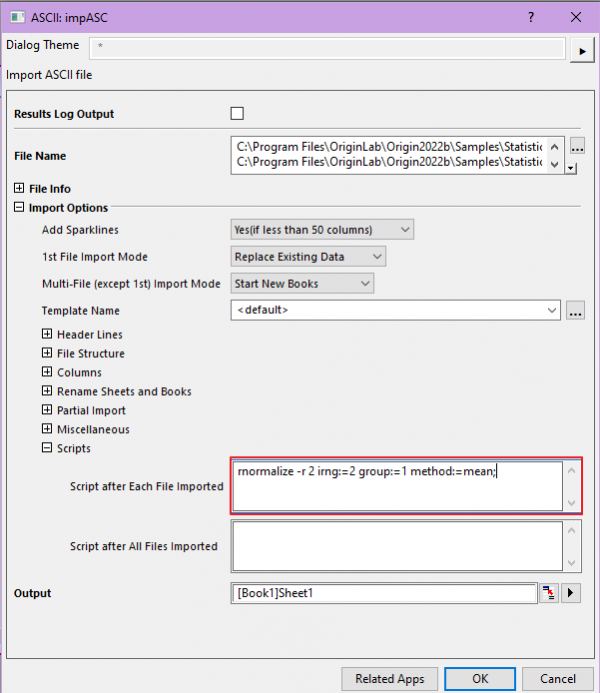 ASCII: impASC
Dialog Theme *
Import ASCII file
Results Log Output
File Name C:\Program Files\OriginLab\Origin2022b\Samples\Statistic
C:\Program Files\OriginLab\Origin2022b\Samples\Statistic
File Info
Import Options
Add Sparklines Yes(if less than 50 columns)
1st File Import Mode Replace Existing Data
Multi-File (except 1st) Import Mode Start New Books
Template Name <default>
Header Lines
File Structure
Columns
Rename Sheets and Books
Partial Import
Miscellaneous
Scripts
Script after Each File Imported rnormalize -r 2 irng:=2 group:=1 method:=mean;
Script after All Files Imported
Output [Book1]Sheet1
Related Apps OK Cancel